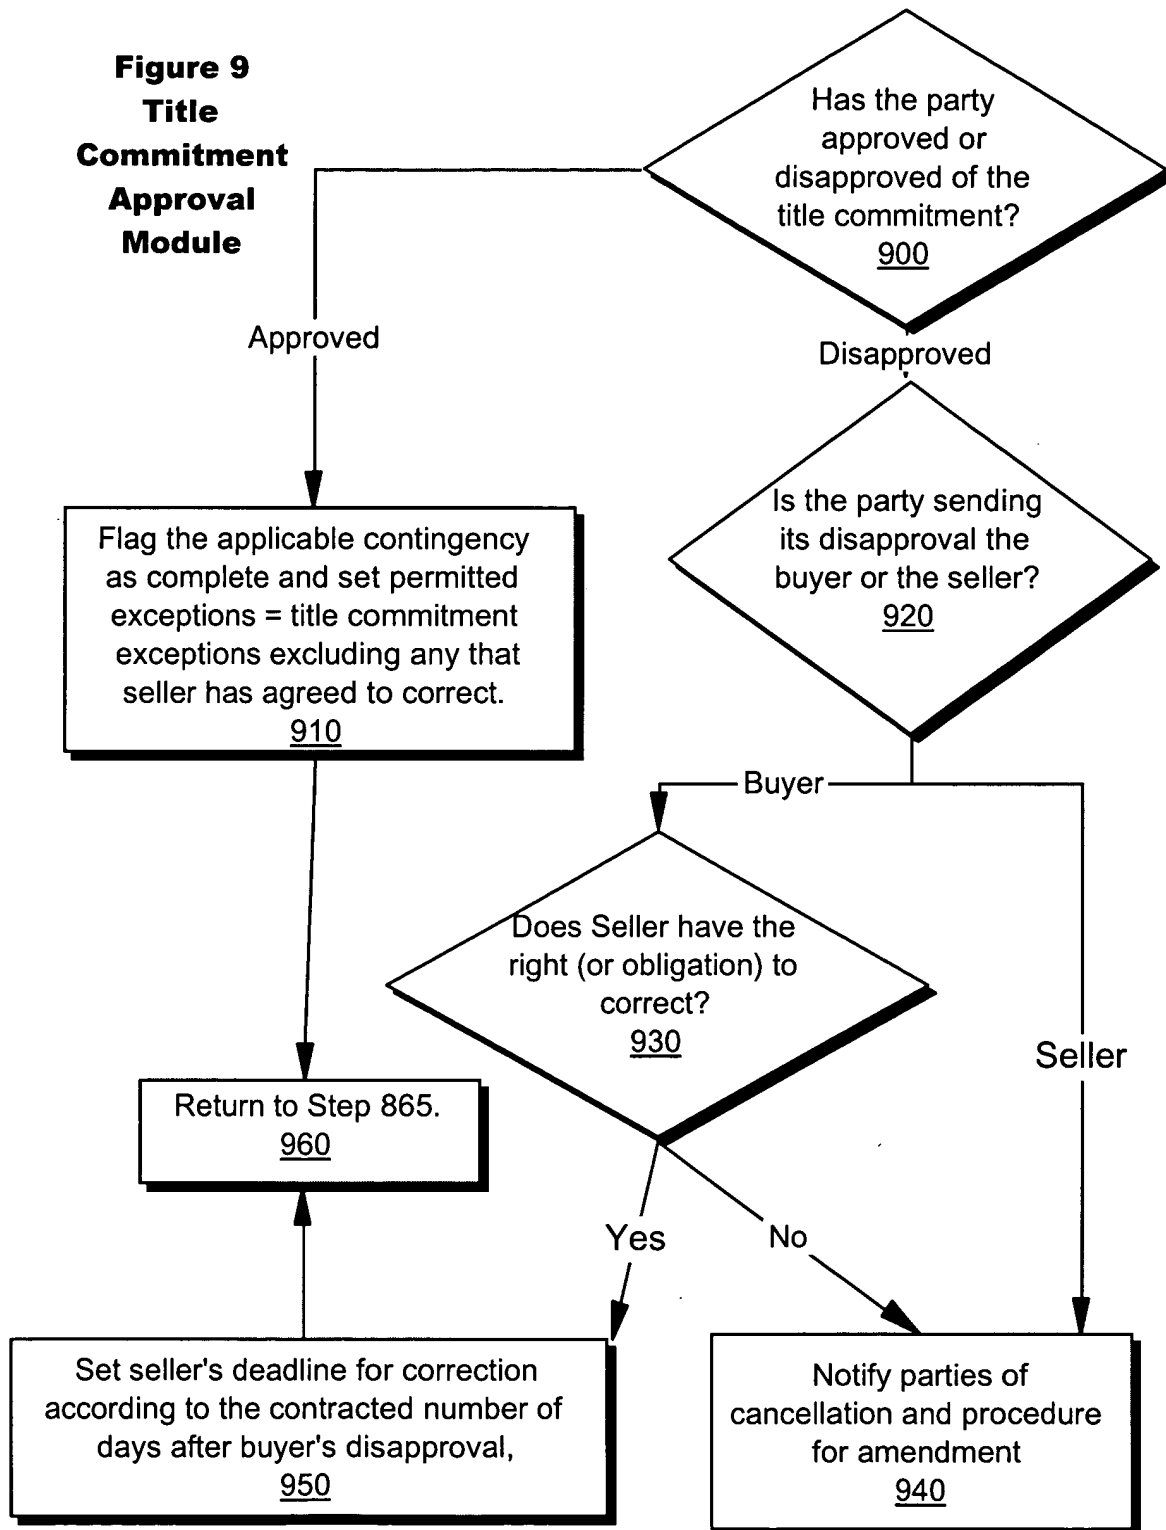 Figure 9
Title
Commitment
Approval
Module
Has the party
approved or
disapproved of the
title commitment?
900
Approved
Disapproved
Is the party sending
its disapproval the
buyer or the seller?
920
Flag the applicable contingency
as complete and set permitted
exceptions = title commitment
exceptions excluding any that
seller has agreed to correct.
910
Buyer
Does Seller have the
right (or obligation) to
correct?
930
Seller
Return to Step 865.
960
Yes
No
Set seller's deadline for correction
according to the contracted number of
days after buyer's disapproval,
950
Notify parties of
cancellation and procedure
for amendment
940